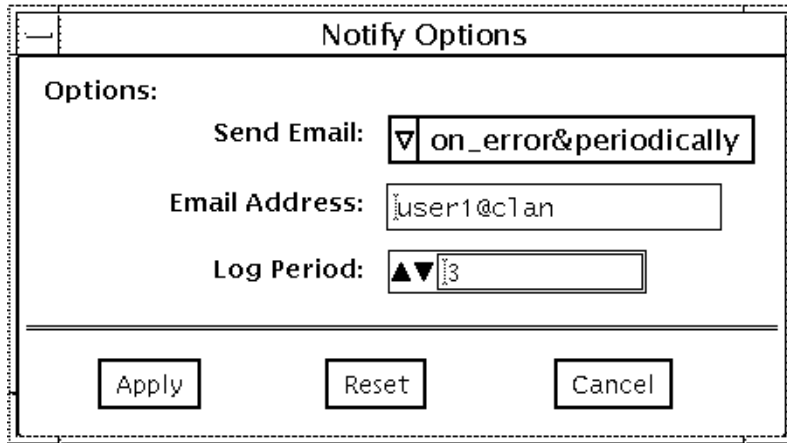 Notify Options
Options:
Send Email: on_error&periodically
Email Address: user1@clan
Log Period: 3
Apply Reset Cancel